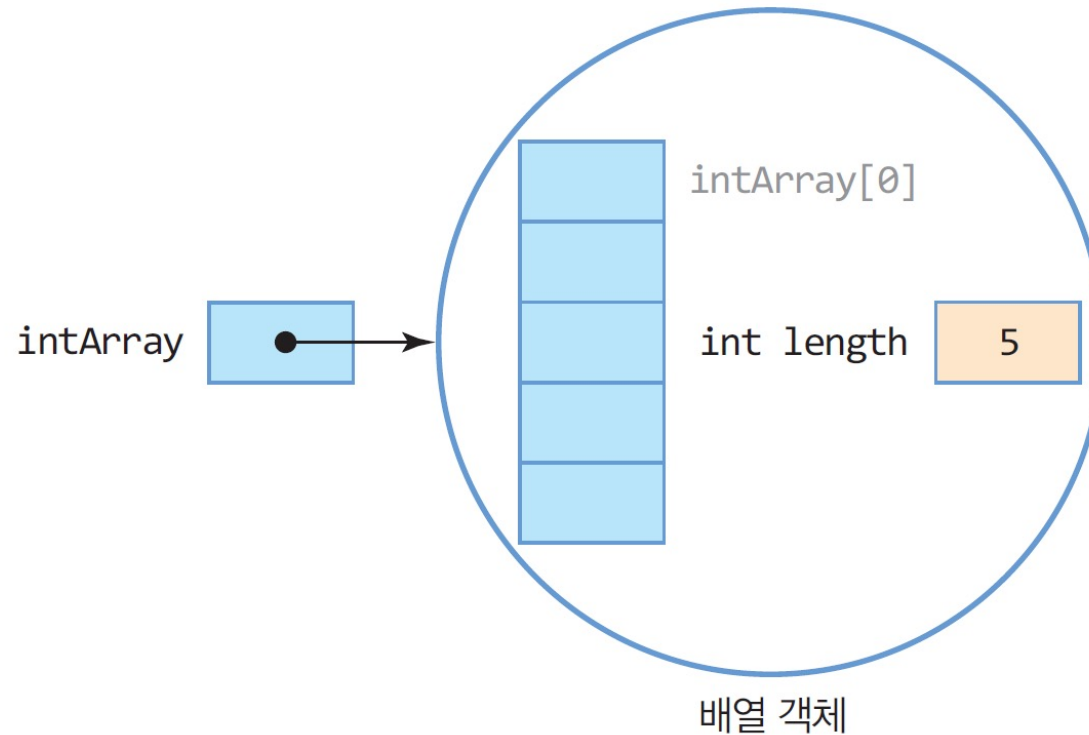 intArray[0]
intArray
int length 5
배열 객체